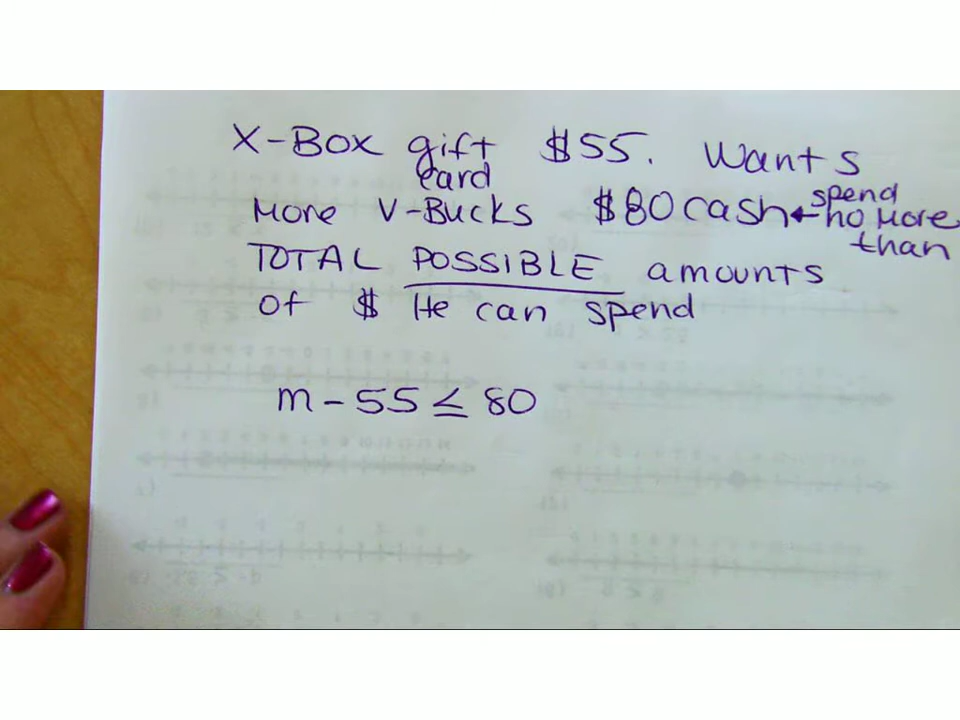 X-Box gift $55. Wants
card
More V-Bucks $80 cash ← spend
no More
than
TOTAL POSSIBLE amounts
of $ He can spend
m - 55 ≤ 80